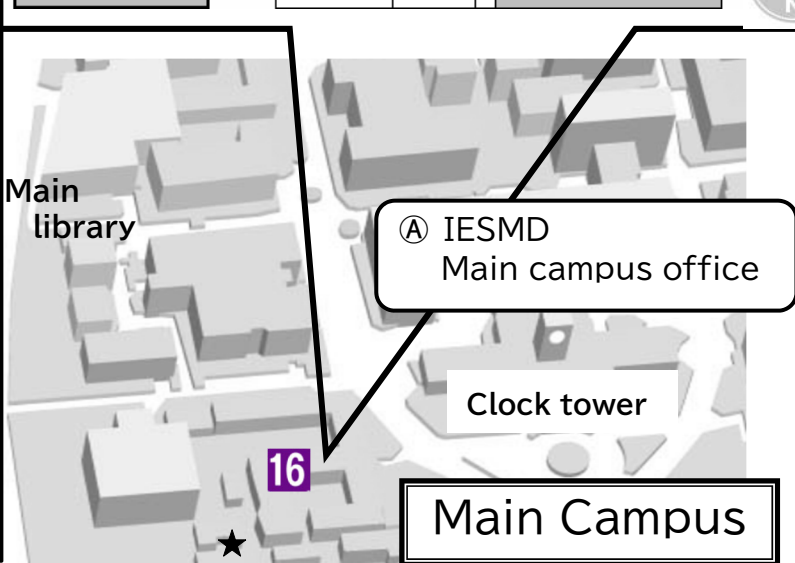 N
Main
library
Ⓐ IESMD
Main campus office
Clock tower
16
Main Campus